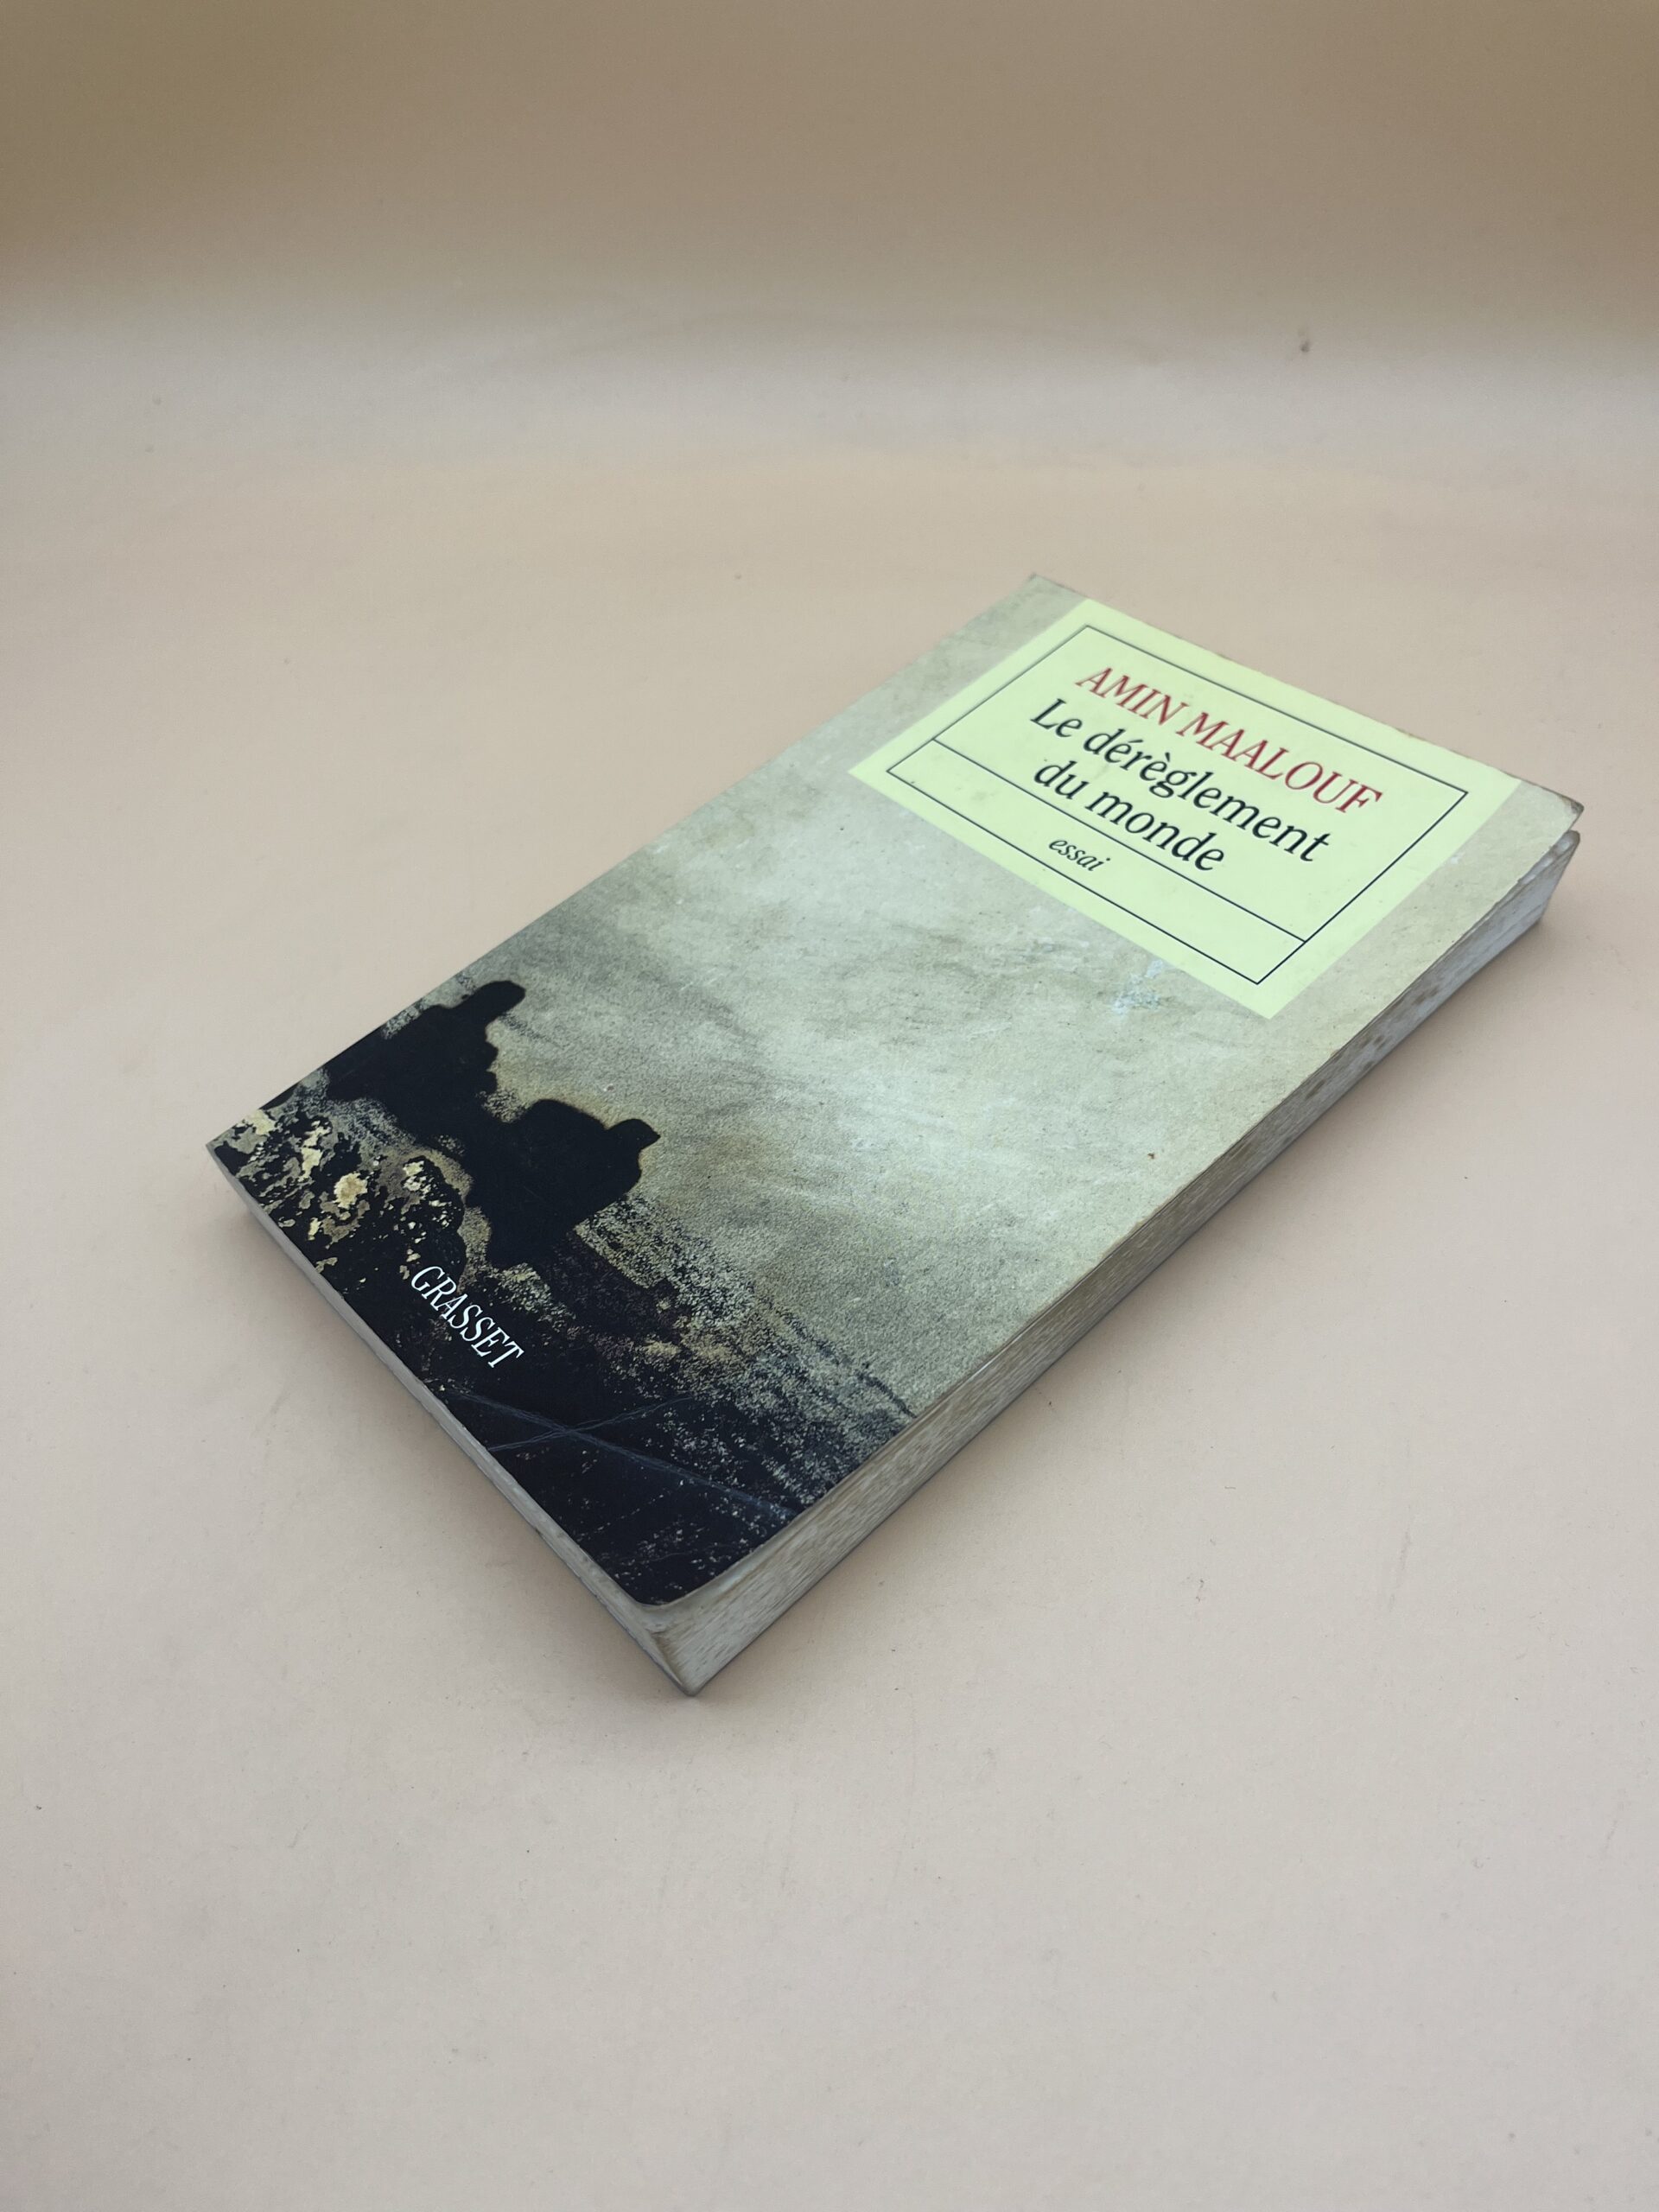 AMIN MAALOUF
Le dérèglement
du monde
essai
GRASSET